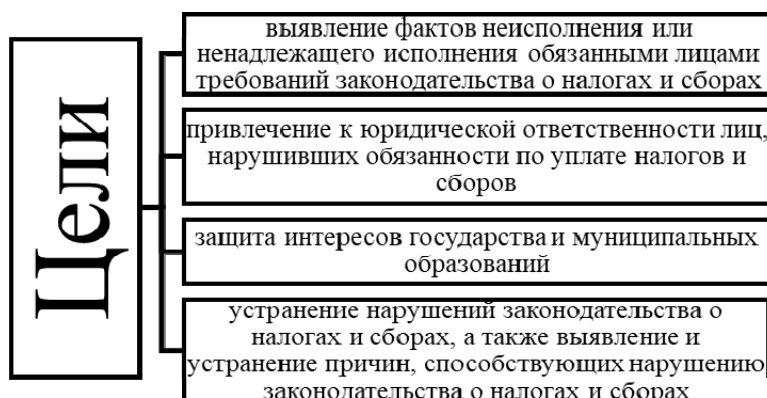 Цели
выявление фактов неисполнения или
ненадлежащего исполнения обязанными лицами
требований законодательства о налогах и сборах
привлечение к юридической ответственности лиц,
нарушивших обязанности по уплате налогов и
сборов
защита интересов государства и муниципальных
образований
устранение нарушений законодательства о
налогах и сборах, а также выявление и
устранение причин, способствующих нарушению
законодательства о налогах и сборах